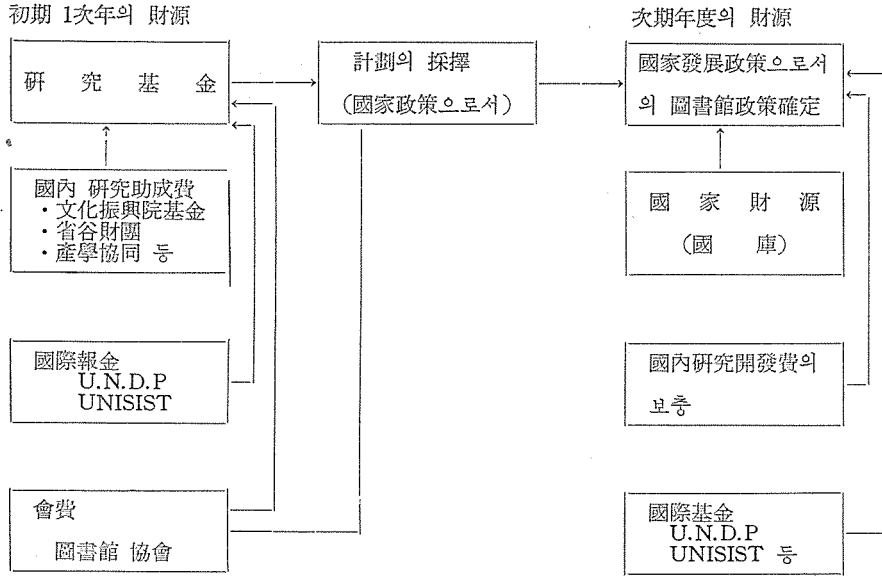 初期 1次年의 財源
硏 究 基 金
國內 硏究助成費
・文化振興院基金
・省谷財團
・產學協同 등
國際報金
U.N.D.P
UNISIST
會費
圖書館 協會
計劃의 採擇
(國家政策으로서)
次期年度의 財源
國家發展政策으로서
의 圖書館政策確定
國 家 財 源
(國 庫)
國內硏究開發費의
보충
國際基金
U.N.D.P
UNISIST 등